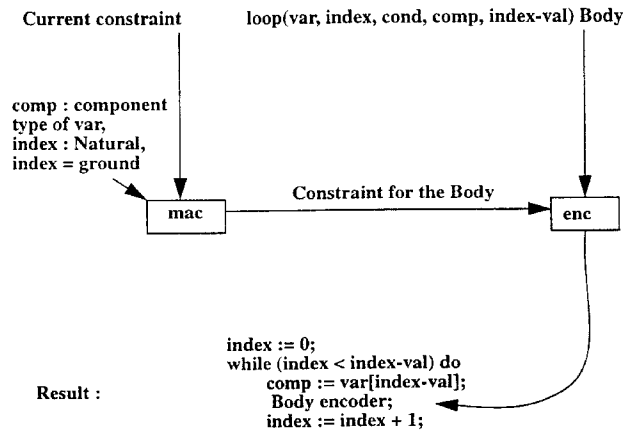 Current constraint
loop(var, index, cond, comp, index-val) Body
comp : component
type of var,
index : Natural,
index = ground
mac
Constraint for the Body
enc
Result :
index := 0;
while (index < index-val) do
comp := var[index-val];
Body encoder;
index := index + 1;